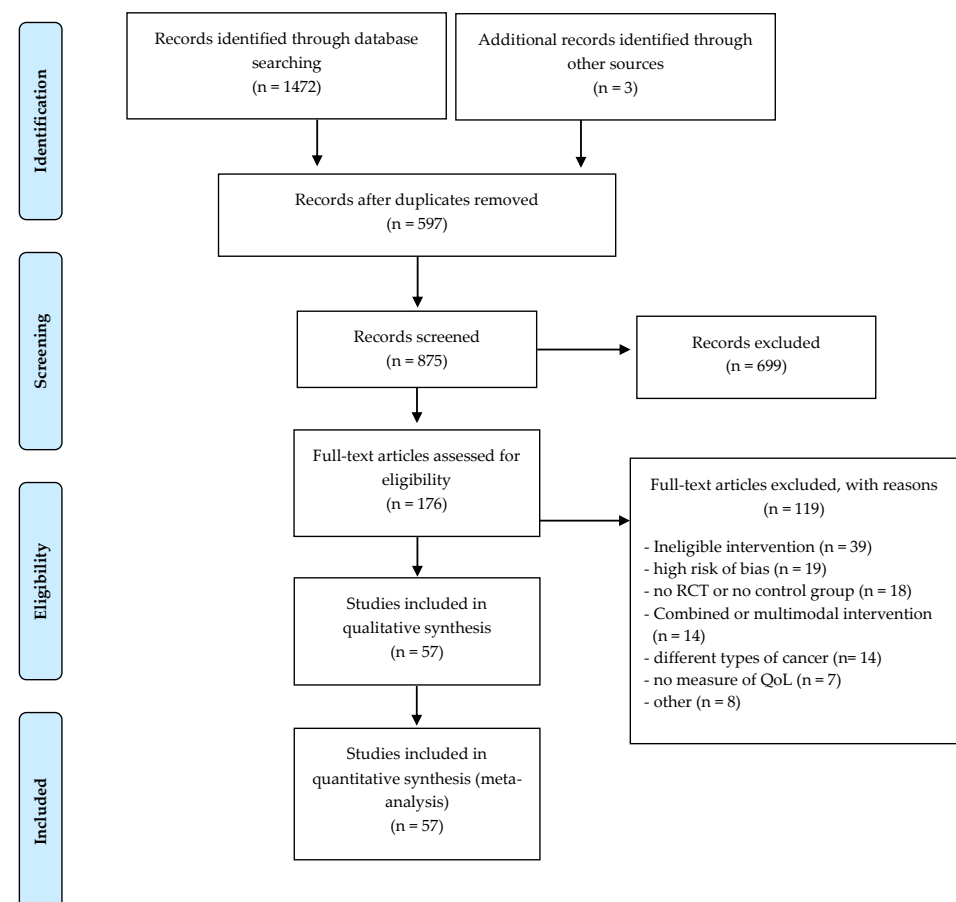 Identification
Records identified through database
searching
(n = 1472)
Additional records identified through
other sources
(n = 3)
Records after duplicates removed
(n = 597)
Screening
Records screened
(n = 875)
Records excluded
(n = 699)
Full-text articles assessed for
eligibility
(n = 176)
Full-text articles excluded, with reasons
(n = 119)
- Ineligible intervention (n = 39)
- high risk of bias (n = 19)
- no RCT or no control group (n = 18)
- Combined or multimodal intervention
(n = 14)
- different types of cancer (n= 14)
- no measure of QoL (n = 7)
- other (n = 8)
Eligibility
Studies included in
qualitative synthesis
(n = 57)
Included
Studies included in
quantitative synthesis (meta-
analysis)
(n = 57)